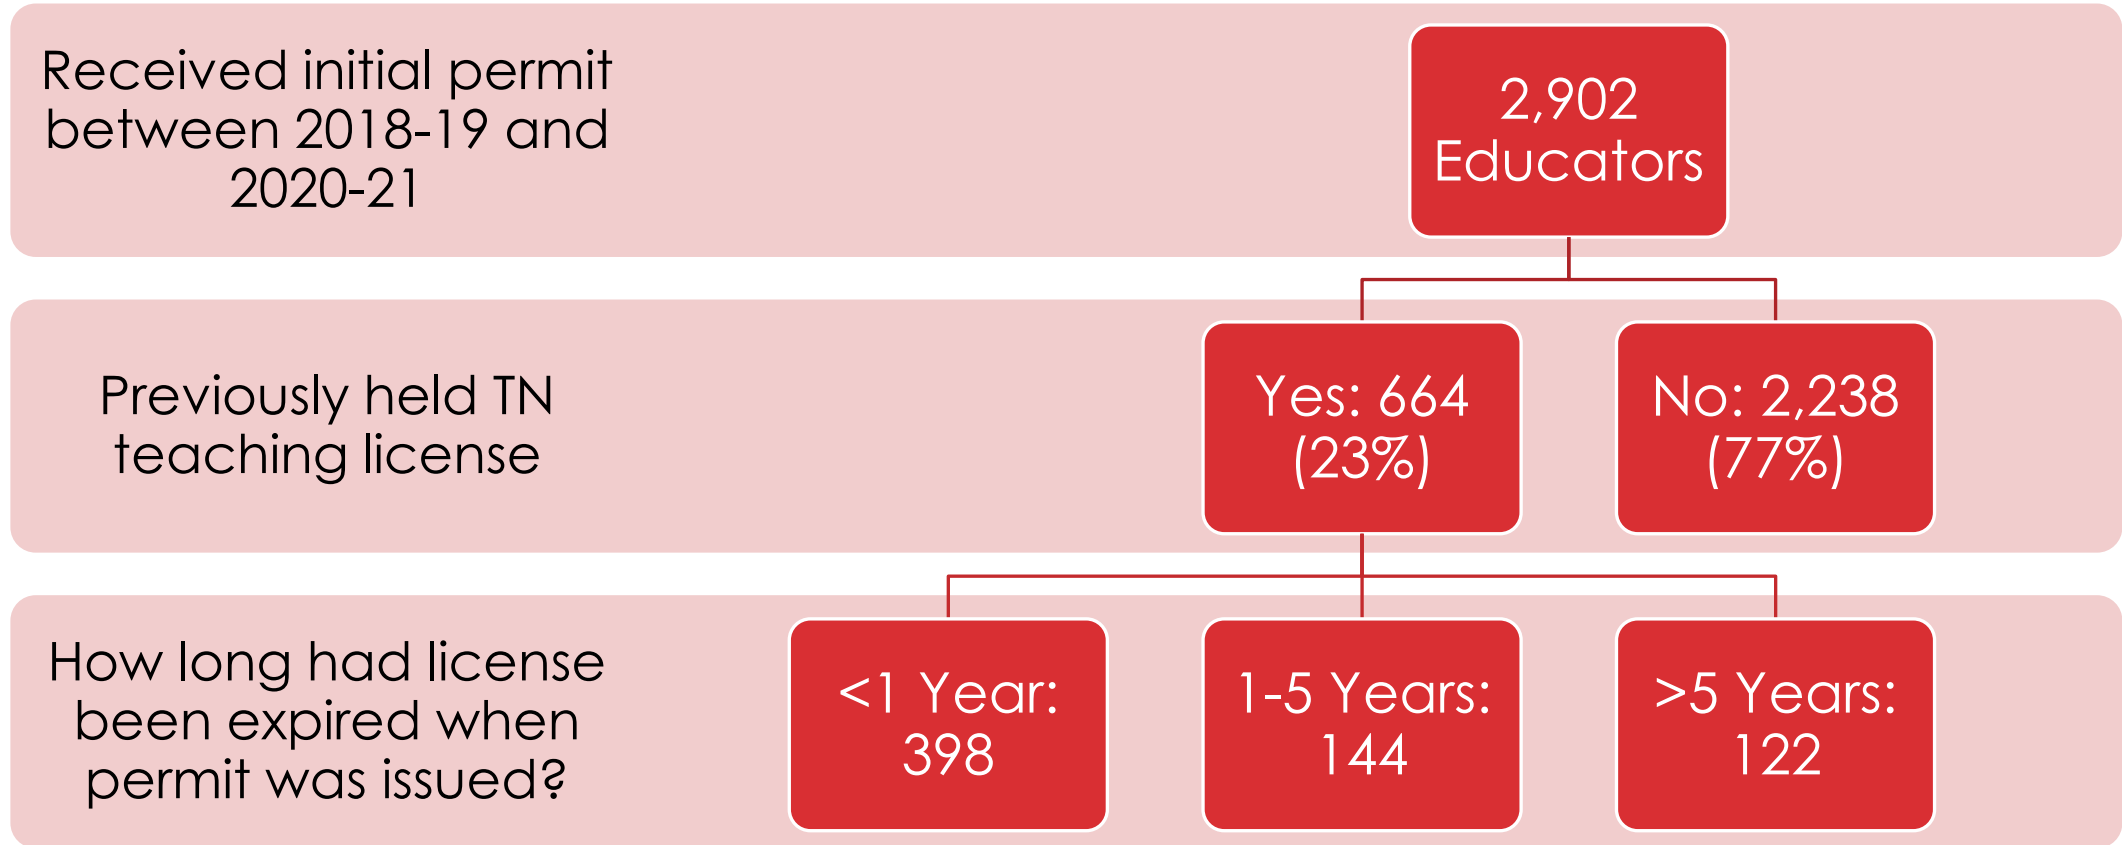 Received initial permit
between 2018-19 and
2020-21
2,902
Educators
Previously held TN
teaching license
Yes: 664
(23%)
No: 2,238
(77%)
How long had license
been expired when
permit was issued?
<1 Year:
398
1-5 Years:
144
>5 Years:
122